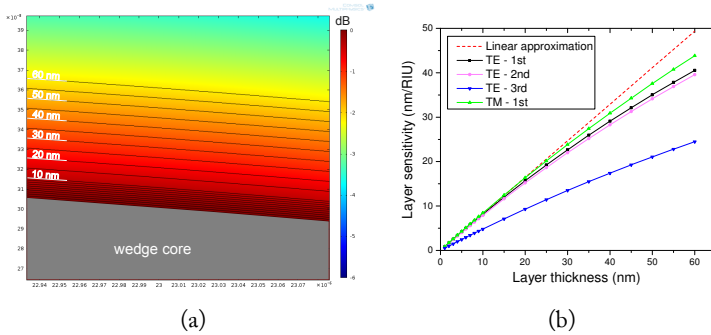 ×10⁻⁸
40
39
38
37
36
35
34
33
32
31
30
29
28
27
60 nm
50 nm
40 nm
30 nm
20 nm
10 nm
wedge core
22.94 22.95 22.96 22.97 22.98 22.99 23 23.01 23.02 23.03 23.04 23.05 23.06 23.07 ×10⁻⁶
dB
0
-1
-2
-3
-4
-5
-6
(a)
Layer sensitivity (nm/RIU)
50
40
30
20
10
0
Linear approximation
TE - 1st
TE - 2nd
TE - 3rd
TM - 1st
0 10 20 30 40 50 60
Layer thickness (nm)
(b)